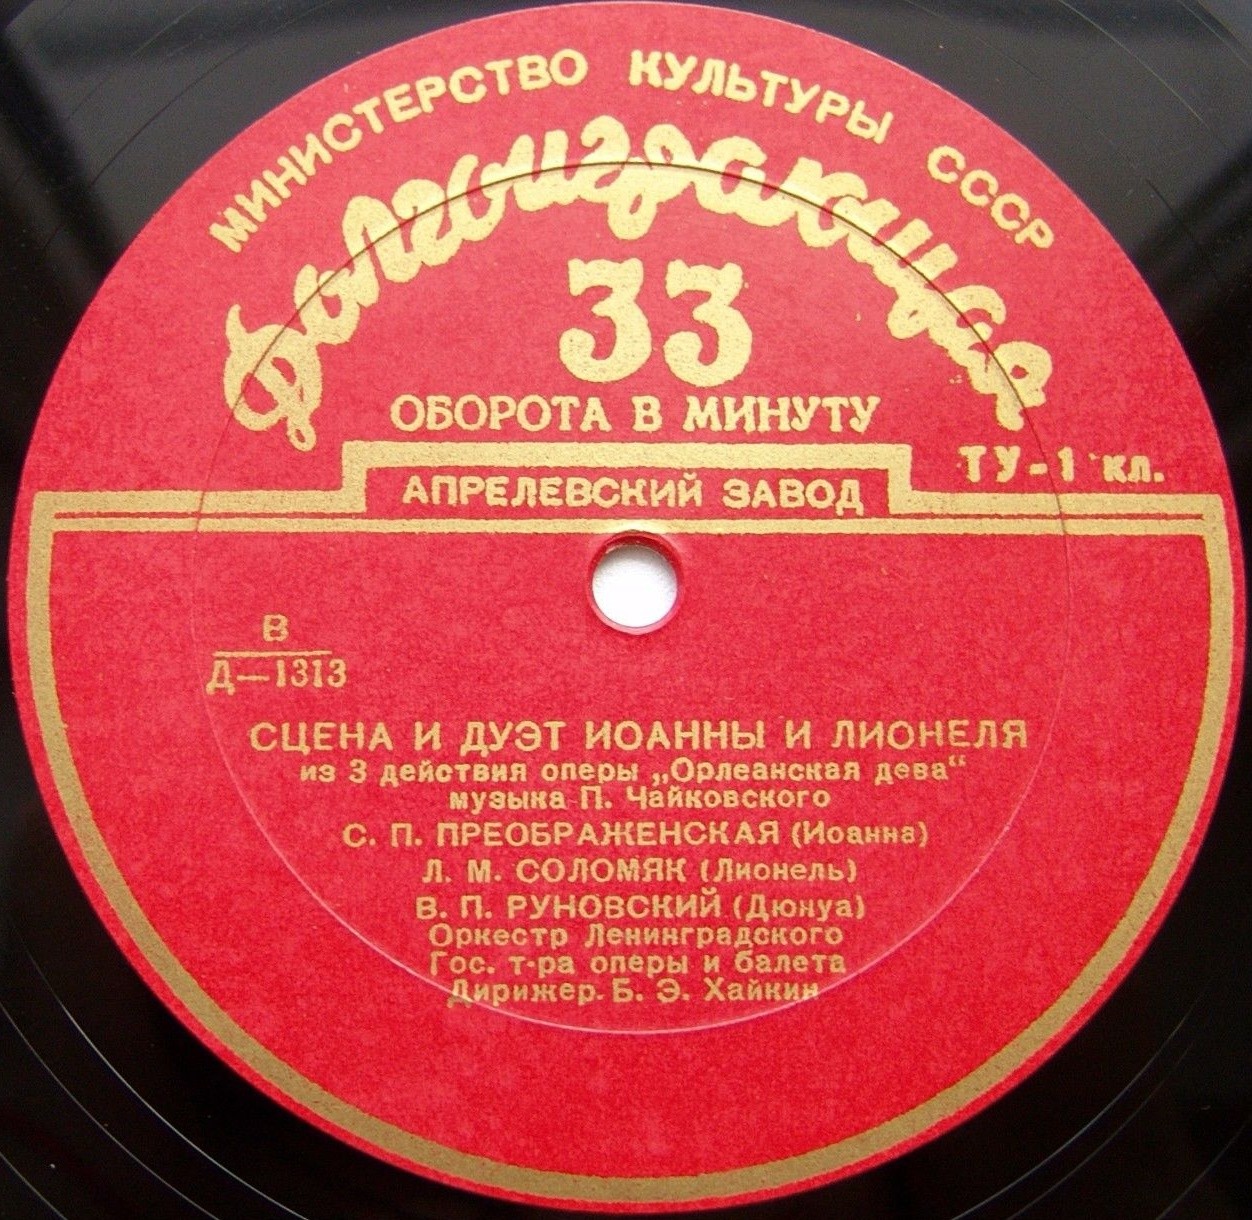 МИНИСТЕРСТВО КУЛЬТУРЫ СССР
Долгоиграющая
33
ОБОРОТА В МИНУТУ
ТУ-1 кл.
АПРЕЛЕВСКИЙ ЗАВОД
В
Д—1313
СЦЕНА И ДУЭТ ИОАННЫ И ЛИОНЕЛЯ
из 3 действия оперы „Орлеанская дева“
музыка П. Чайковского
С. П. ПРЕОБРАЖЕНСКАЯ (Иоанна)
Л. М. СОЛОМЯК (Лионель)
В. П. РУНОВСКИЙ (Дюнуа)
Оркестр Ленинградского
Гос. т-ра оперы и балета
Дирижер. Б. Э. Хайкин